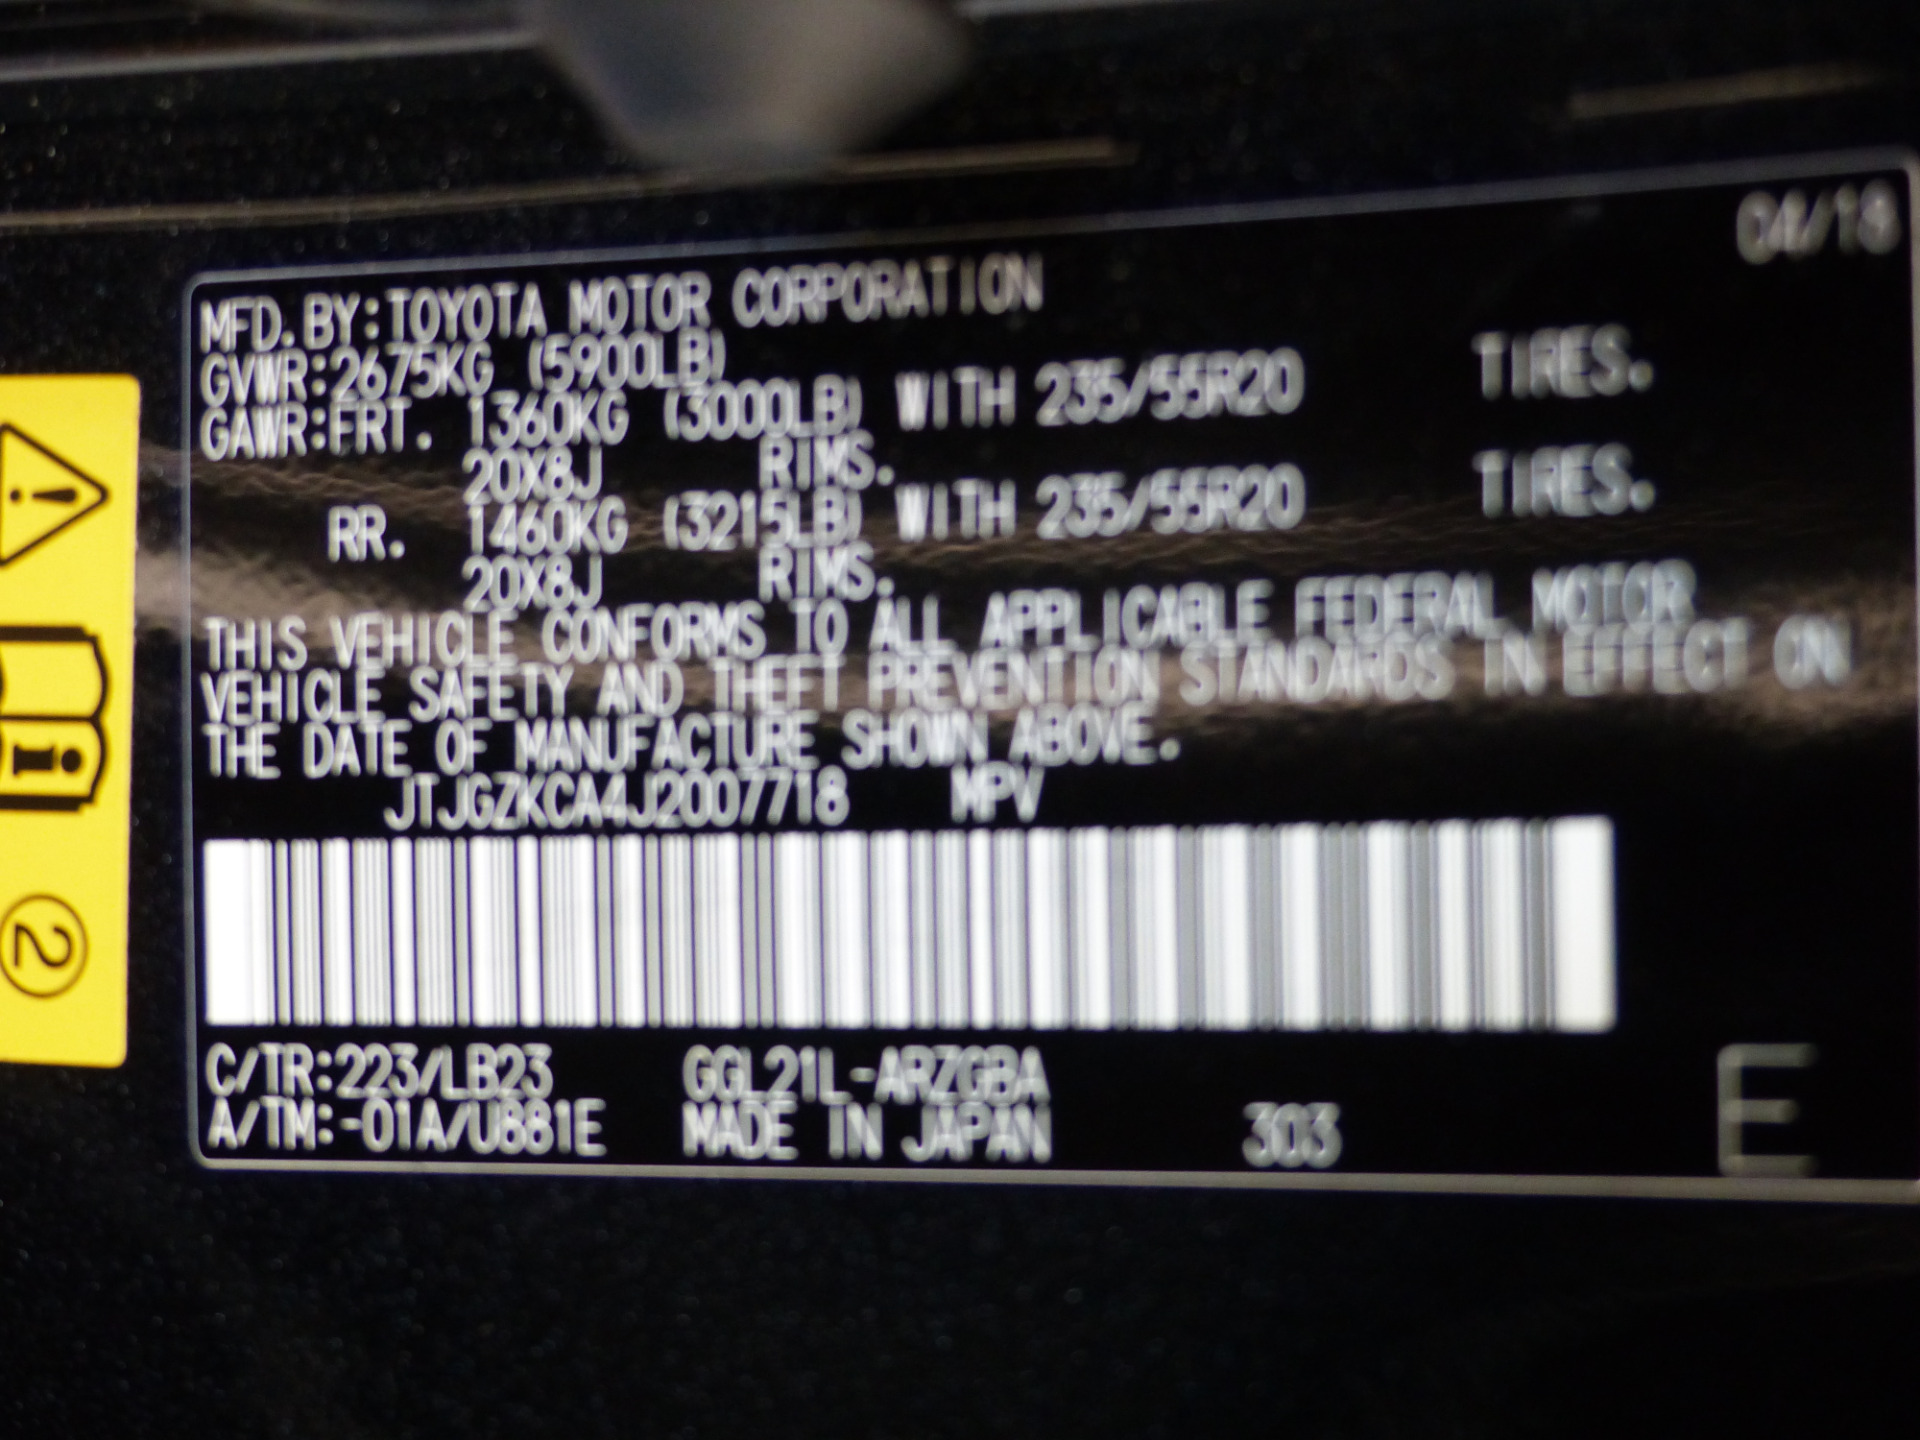 04/18
MFD. BY:TOYOTA MOTOR CORPORATION
GVWR:2675KG (5900LB)
GAWR:FRT. 1360KG (3000LB) WITH 235/55R20 TIRES.
20X8J RIMS.
RR. 1460KG (3215LB) WITH 235/55R20 TIRES.
20X8J RIMS.
THIS VEHICLE CONFORMS TO ALL APPLICABLE FEDERAL MOTOR
VEHICLE SAFETY AND THEFT PREVENTION STANDARDS IN EFFECT ON
THE DATE OF MANUFACTURE SHOWN ABOVE.
JTJGZKCA4J2007718 MPV
C/TR:223/LB23 GGL21L-ARZGBA
A/TM:-01A/U881E MADE IN JAPAN 303
E
2